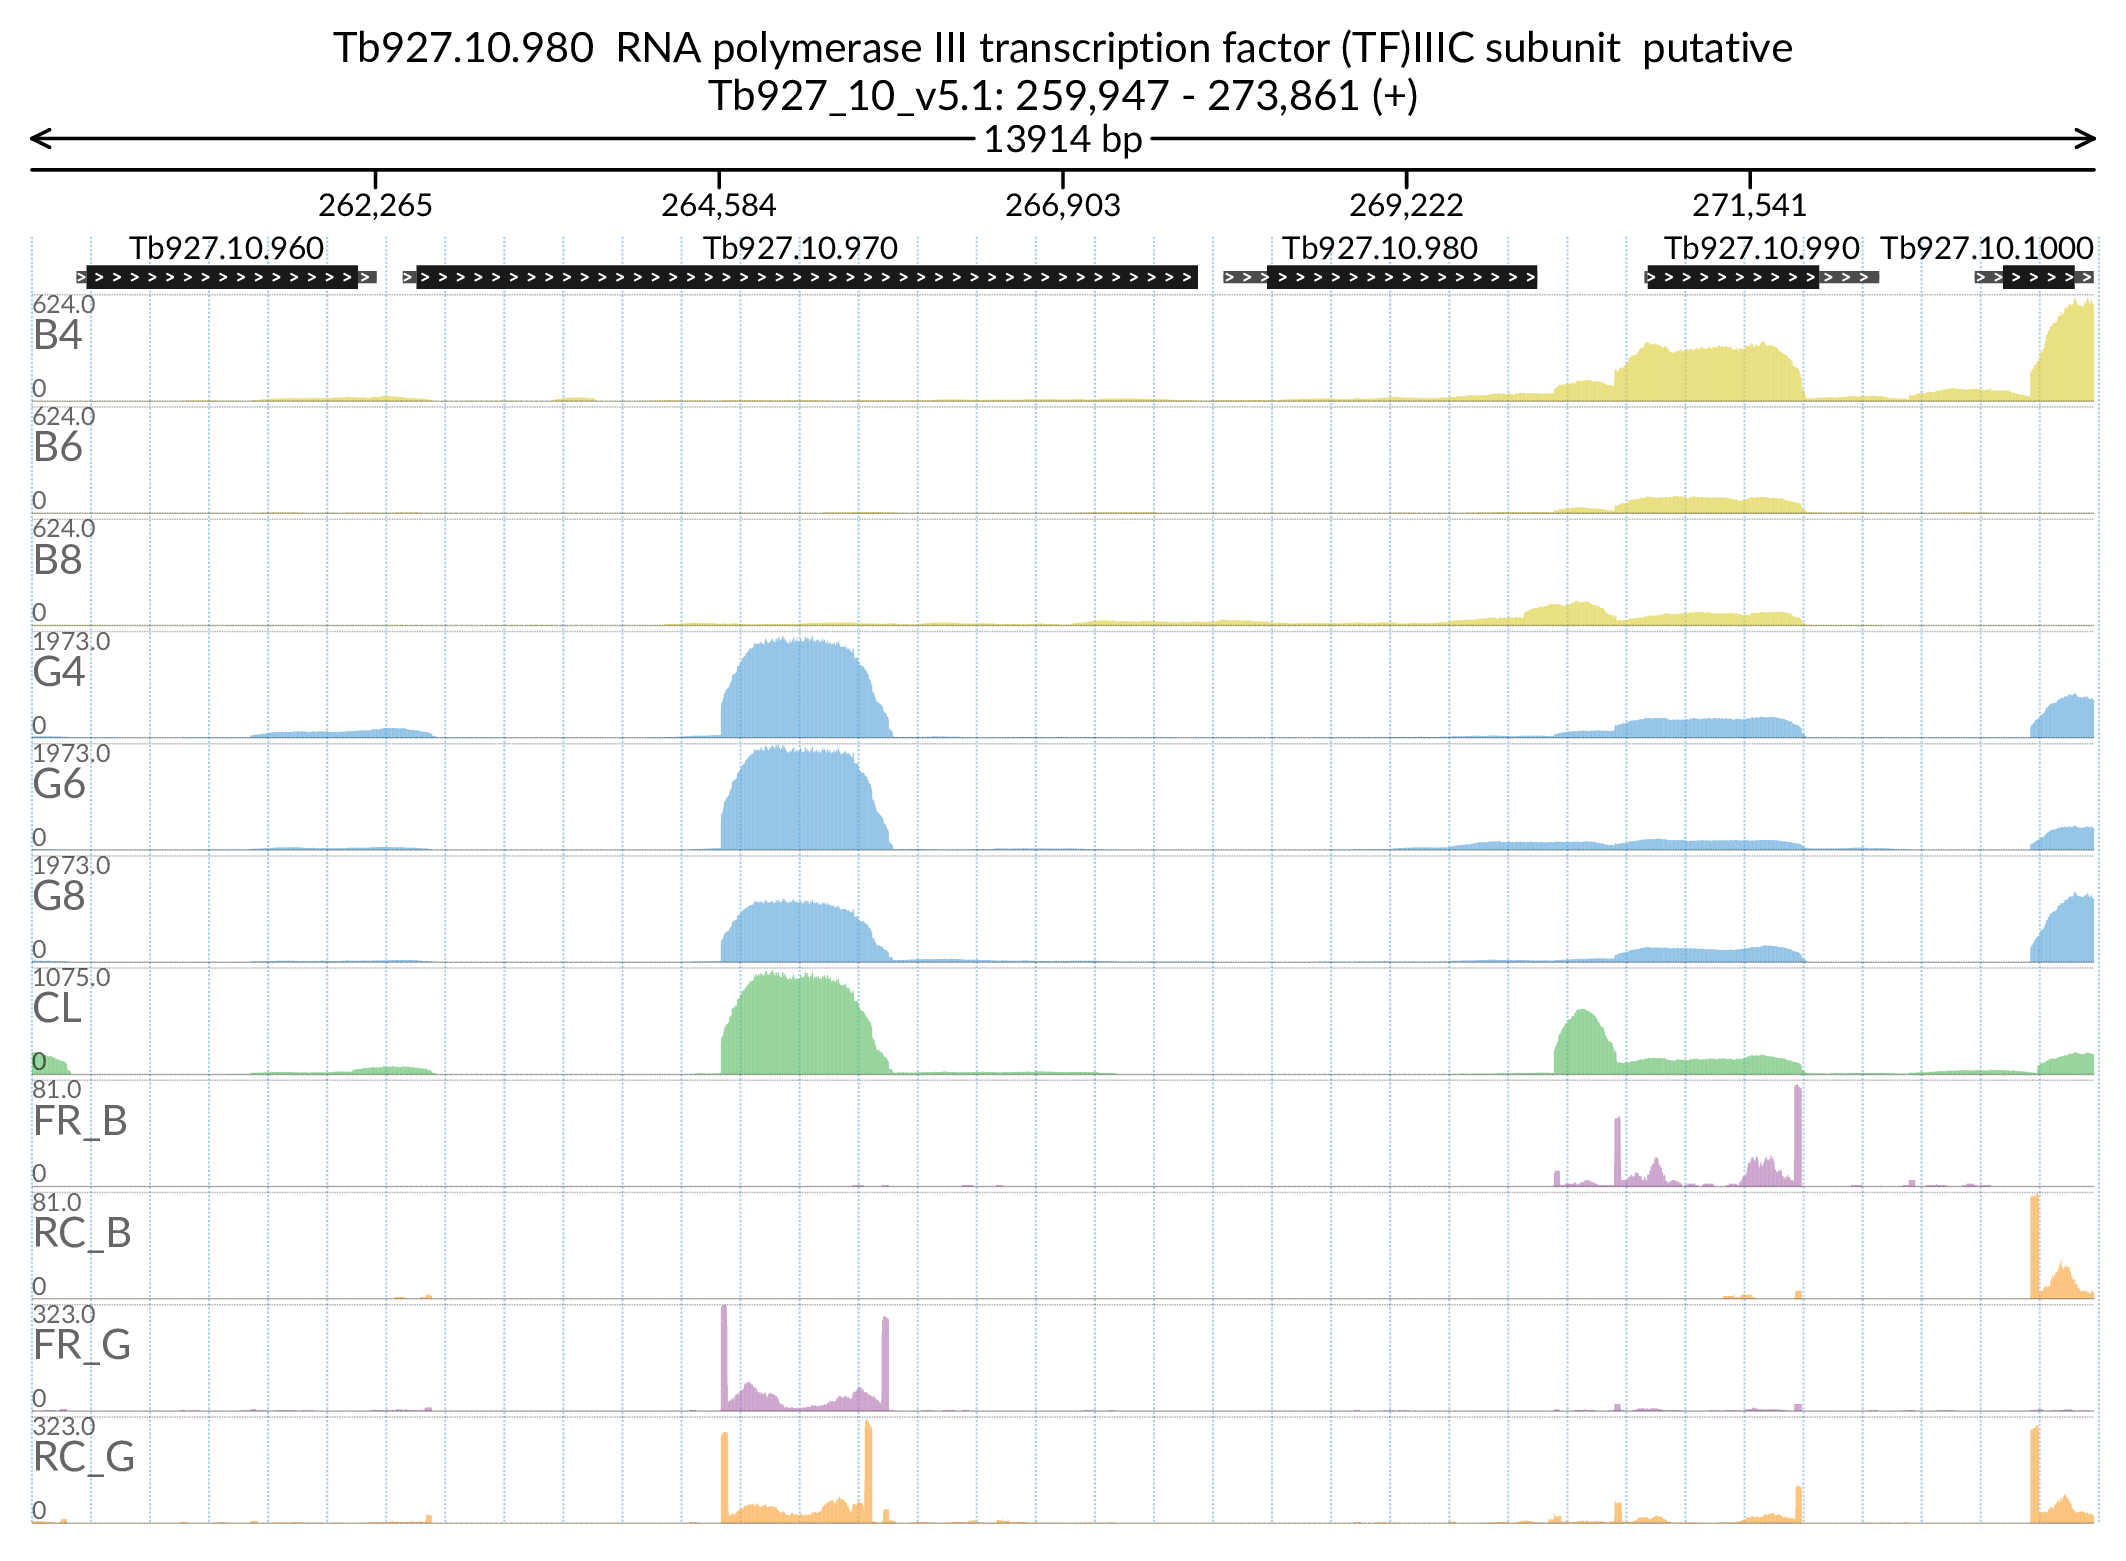 Tb927.10.980  RNA polymerase III transcription factor (TF)IIIC subunit  putative
Tb927_10_v5.1: 259,947 - 273,861 (+)
13914 bp
262,265 264,584 266,903 269,222 271,541
Tb927.10.960 Tb927.10.970 Tb927.10.980 Tb927.10.990 Tb927.10.1000
624.0
B4
0
624.0
B6
0
624.0
B8
0
1973.0
G4
0
1973.0
G6
0
1973.0
G8
0
1075.0
CL
0
81.0
FR_B
0
81.0
RC_B
0
323.0
FR_G
0
323.0
RC_G
0